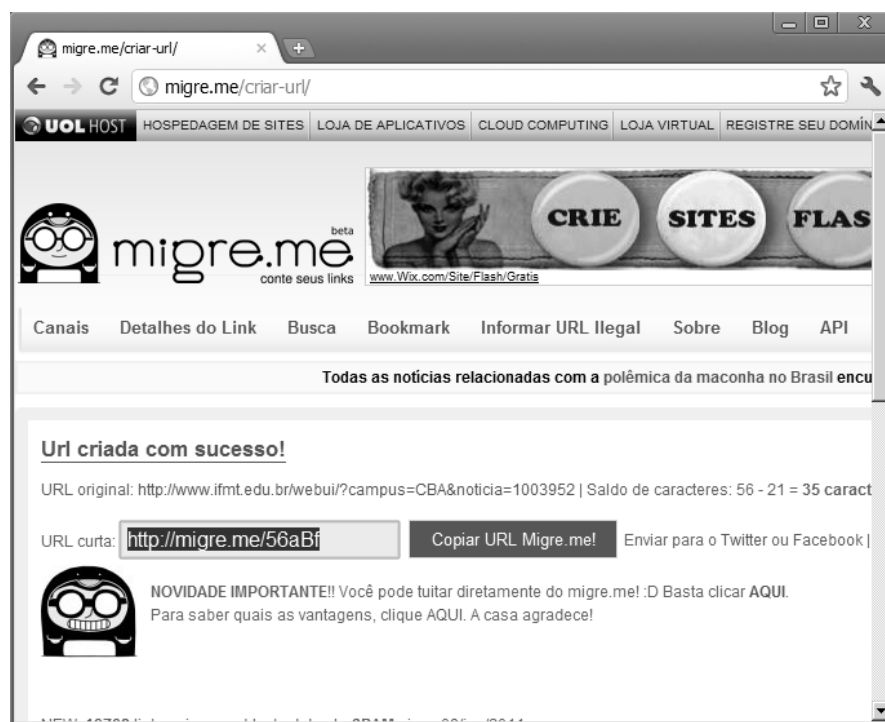 migre.me/criar-url/
migre.me/criar-url/
UOL HOST HOSPEDAGEM DE SITES LOJA DE APLICATIVOS CLOUD COMPUTING LOJA VIRTUAL REGISTRE SEU DOMÍN
migre.me
beta
conte seus links
CRIE SITES FLAS
www.Wix.com/Site/Flash/Gratis
Canais Detalhes do Link Busca Bookmark Informar URL Ilegal Sobre Blog API
Todas as notícias relacionadas com a polêmica da maconha no Brasil encu
Url criada com sucesso!
URL original: http://www.ifmt.edu.br/webui/?campus=CBA&noticia=1003952 | Saldo de caracteres: 56 - 21 = 35 caract
URL curta: http://migre.me/56aBf Copiar URL Migre.me! Enviar para o Twitter ou Facebook |
NOVIDADE IMPORTANTE!! Você pode tuitar diretamente do migre.me! :D Basta clicar AQUI.
Para saber quais as vantagens, clique AQUI. A casa agradece!